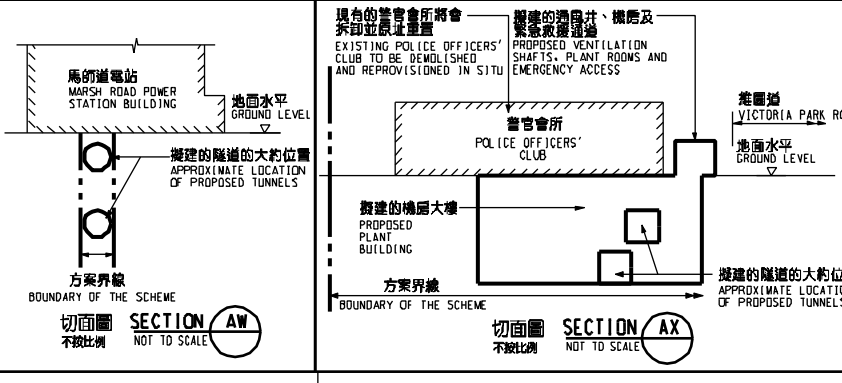 馬師道電站
MARSH ROAD POWER
STATION BUILDING
地面水平
GROUND LEVEL
擬建的隧道的大約位置
APPROXIMATE LOCATION
OF PROPOSED TUNNELS
方案界線
BOUNDARY OF THE SCHEME
切面圖
不按比例
SECTION
NOT TO SCALE
AW
現有的警官會所將會
拆卸並原址重置
EXISTING POLICE OFFICERS'
CLUB TO BE DEMOLISHED
AND REPROVISIONED IN SITU
擬建的通風井、機房及
緊急救援通道
PROPOSED VENTILATION
SHAFTS, PLANT ROOMS AND
EMERGENCY ACCESS
警官會所
POLICE OFFICERS'
CLUB
維園道
VICTORIA PARK
地面水平
GROUND LEVEL
擬建的機房大樓
PROPOSED
PLANT
BUILDING
擬建的隧道的大約位
APPROXIMATE
OF PROPOSED TUNNELS
方案界線
BOUNDARY OF THE SCHEME
切面圖
不按比例
SECTION
NOT TO SCALE
AX